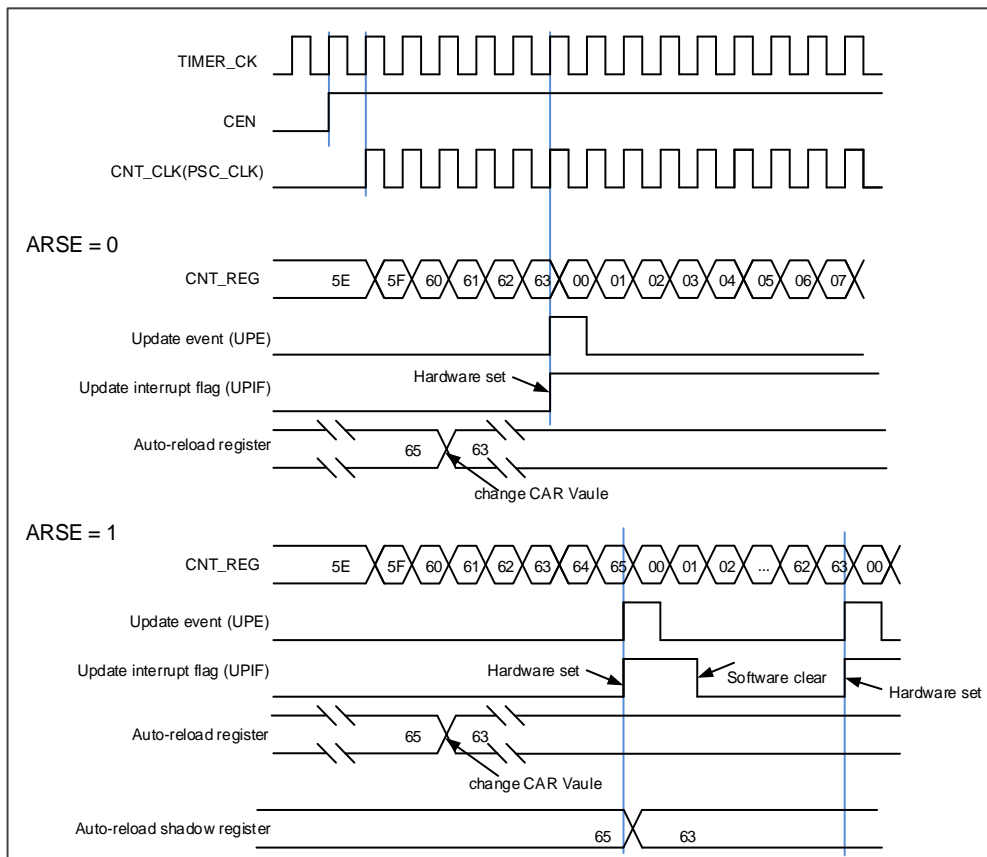 TIMER_CK
CEN
CNT_CLK(PSC_CLK)
ARSE = 0
CNT_REG 5E 5F 60 61 62 63 00 01 02 03 04 05 06 07
Update event (UPE)
Hardware set
Update interrupt flag (UPIF)
Auto-reload register 65 63
change CAR Vaule
ARSE = 1
CNT_REG 5E 5F 60 61 62 63 64 65 00 01 02 ... 62 63 00
Update event (UPE)
Update interrupt flag (UPIF) Hardware set Software clear Hardware set
Auto-reload register 65 63
change CAR Vaule
Auto-reload shadow register 65 63